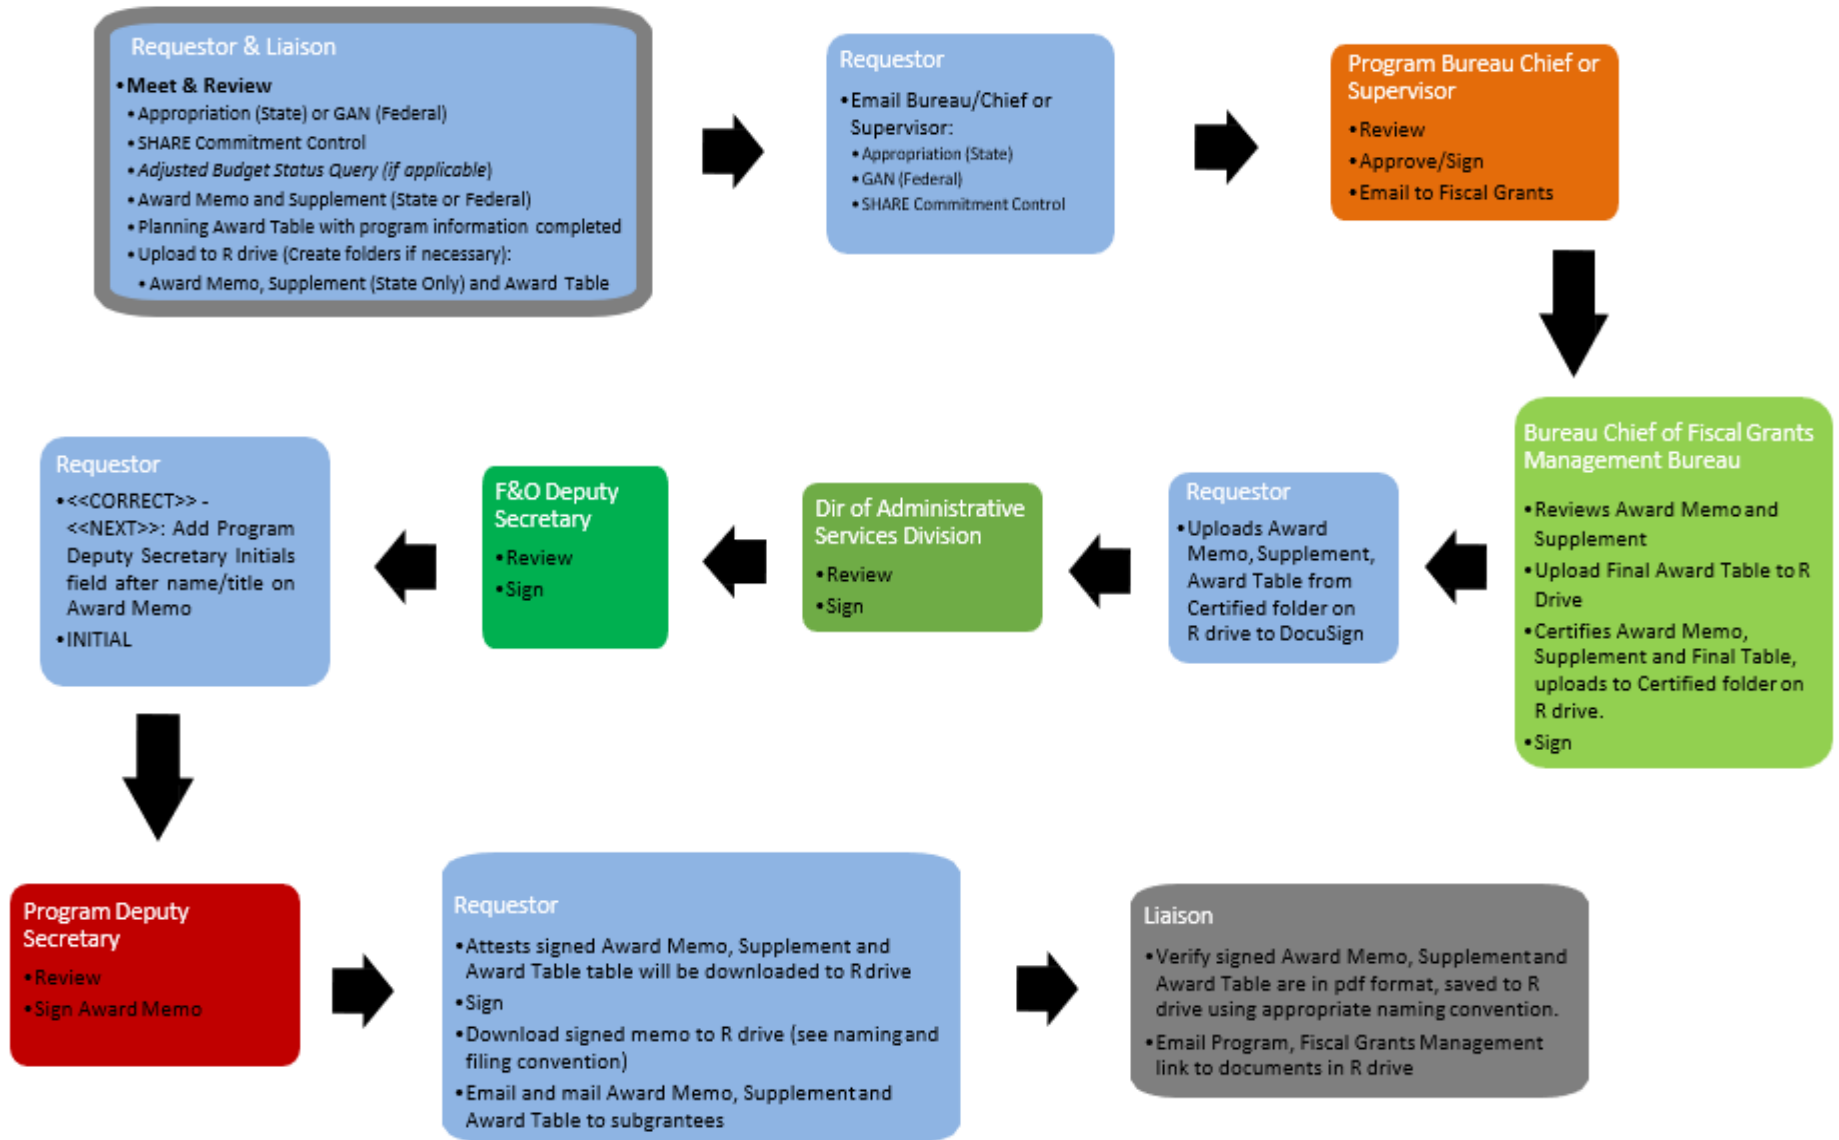 Requestor & Liaison
•Meet & Review
•Appropriation (State) or GAN (Federal)
•SHARE Commitment Control
•Adjusted Budget Status Query (if applicable)
•Award Memo and Supplement (State or Federal)
•Planning Award Table with program information completed
•Upload to R drive (Create folders if necessary):
•Award Memo, Supplement (State Only) and Award Table
Requestor
•Email Bureau/Chief or
Supervisor:
•Appropriation (State)
•GAN (Federal)
•SHARE Commitment Control
Program Bureau Chief or
Supervisor
•Review
•Approve/Sign
•Email to Fiscal Grants
Bureau Chief of Fiscal Grants
Management Bureau
•Reviews Award Memo and
Supplement
•Upload Final Award Table to R
Drive
•Certifies Award Memo,
Supplement and Final Table,
uploads to Certified folder on
R drive.
•Sign
Requestor
•Uploads Award
Memo, Supplement,
Award Table from
Certified folder on
R drive to DocuSign
Dir of Administrative
Services Division
•Review
•Sign
F&O Deputy
Secretary
•Review
•Sign
Requestor
•<<CORRECT>> -
<<NEXT>>: Add Program
Deputy Secretary Initials
field after name/title on
Award Memo
•INITIAL
Program Deputy
Secretary
•Review
•Sign Award Memo
Requestor
•Attests signed Award Memo, Supplement and
Award Table table will be downloaded to R drive
•Sign
•Download signed memo to R drive (see naming and
filing convention)
•Email and mail Award Memo, Supplement and
Award Table to subgrantees
Liaison
•Verify signed Award Memo, Supplement and
Award Table are in pdf format, saved to R
drive using appropriate naming convention.
•Email Program, Fiscal Grants Management
link to documents in R drive